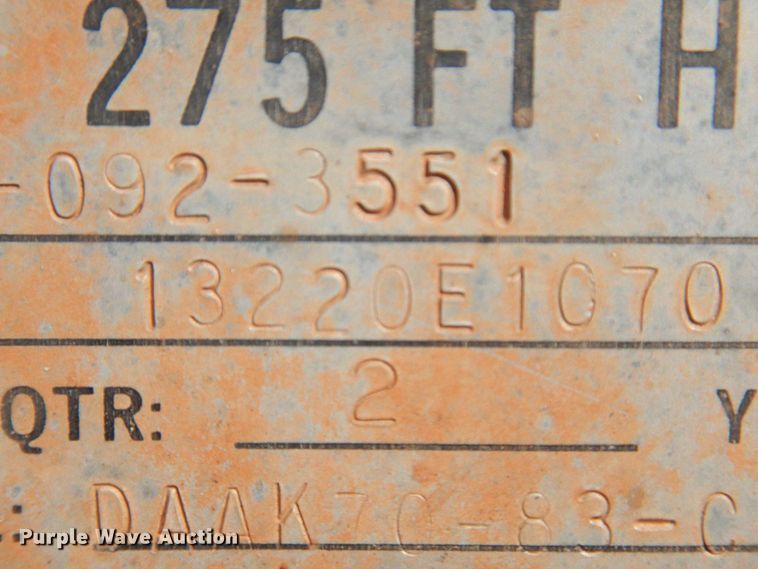 275 FT H
-092-3551
13220E1070
QTR: 2 Y
: DAAK70-83-C
Purple Wave Auction